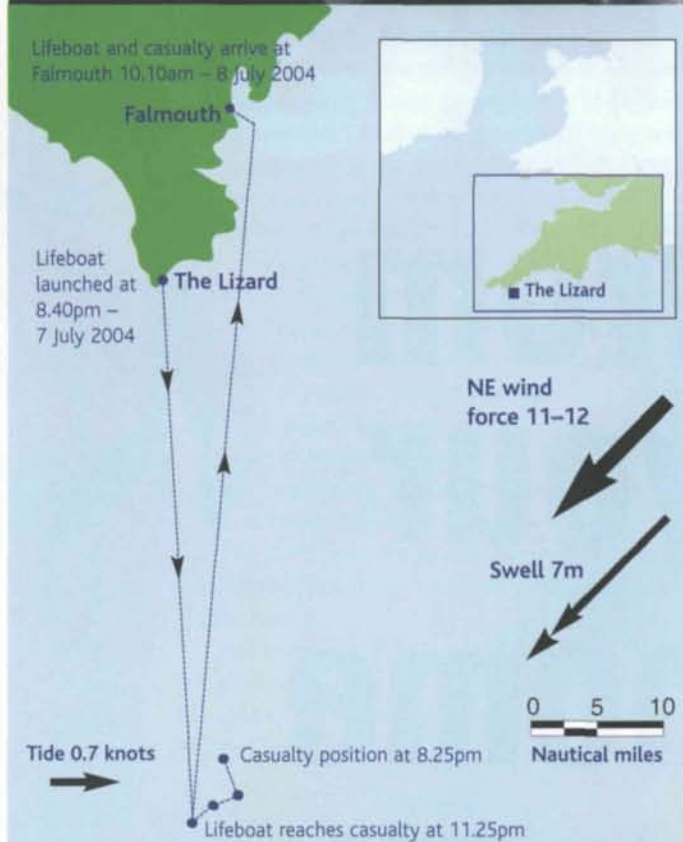 Lifeboat and casualty arrive at
Falmouth 10.10am – 8 July 2004
Falmouth
Lifeboat
launched at
8.40pm –
7 July 2004
The Lizard
The Lizard
NE wind
force 11–12
Swell 7m
0 5 10
Nautical miles
Tide 0.7 knots
Casualty position at 8.25pm
Lifeboat reaches casualty at 11.25pm